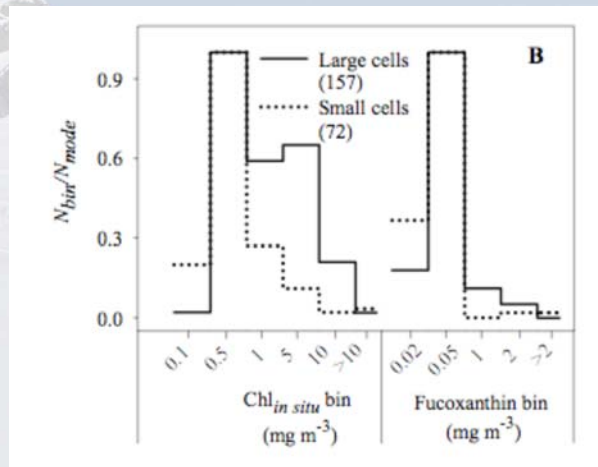 B
Large cells
(157)
Small cells
(72)
N_bin/N_mode
0.9
0.6
0.3
0.0
0.1 0.5 1 5 10 >10
0.02 0.05 1 2 >2
Chl_in situ bin
(mg m⁻³)
Fucoxanthin bin
(mg m⁻³)